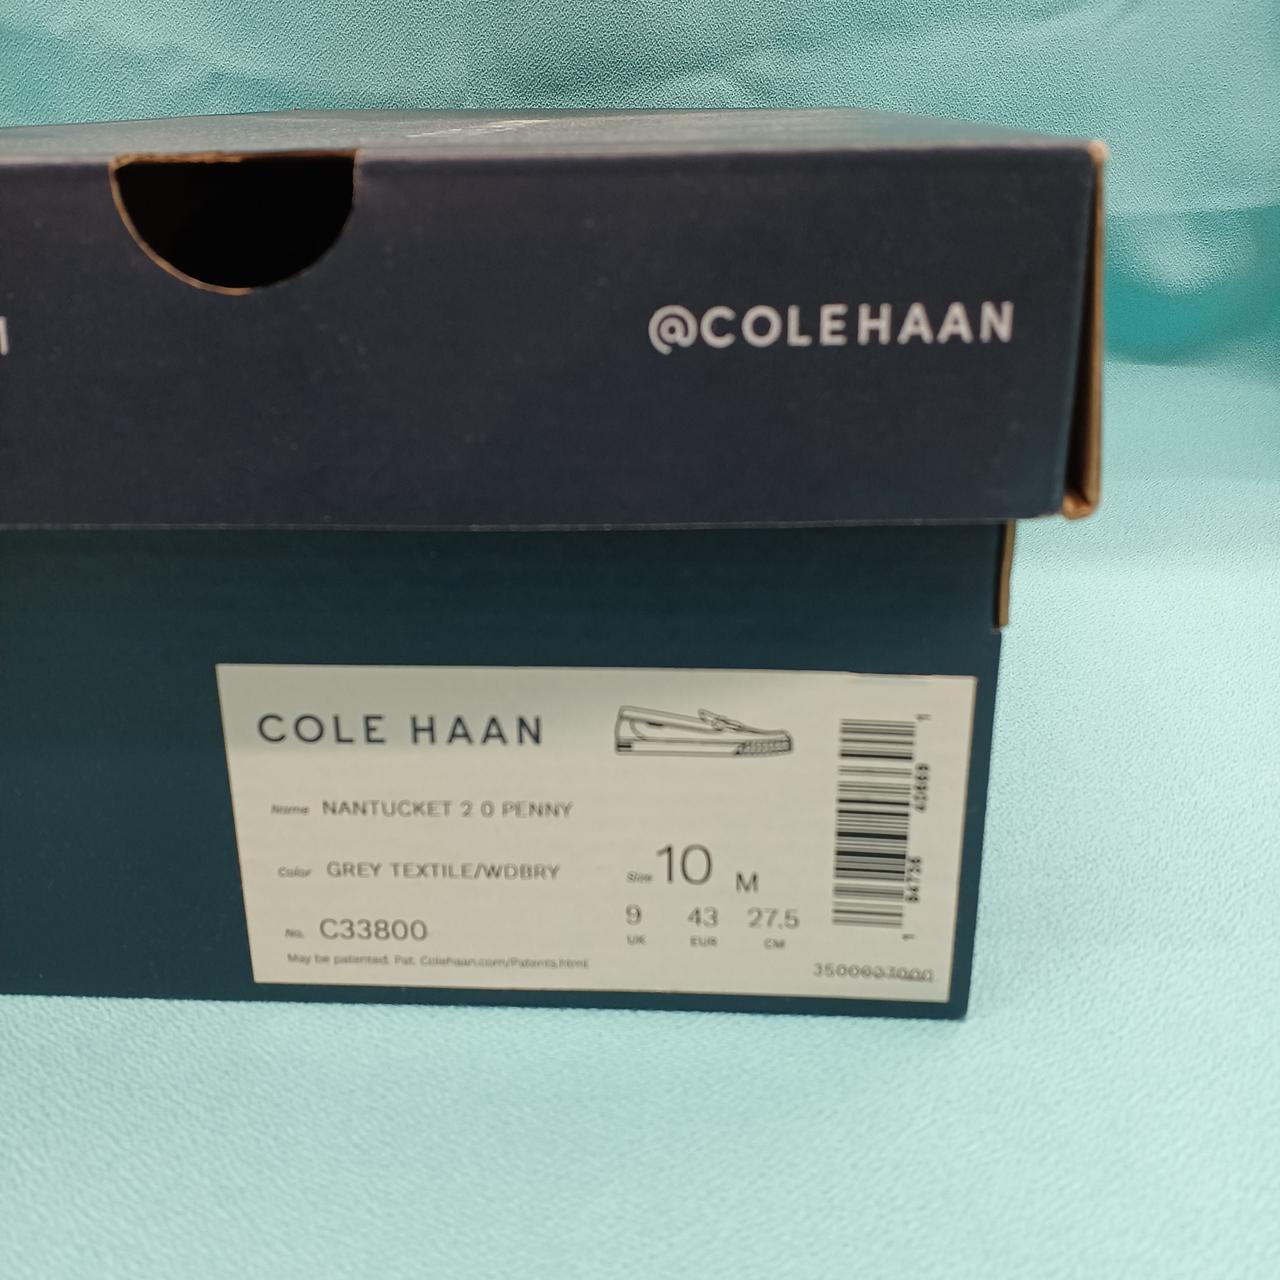 @COLEHAAN
COLE HAAN
Name NANTUCKET 2 0 PENNY
Color GREY TEXTILE/WDBRY
Size 10 M
9 43 27.5
UK EUR CM
No. C33800
May be patented. Pat. ColeHaan.com/Patents.html